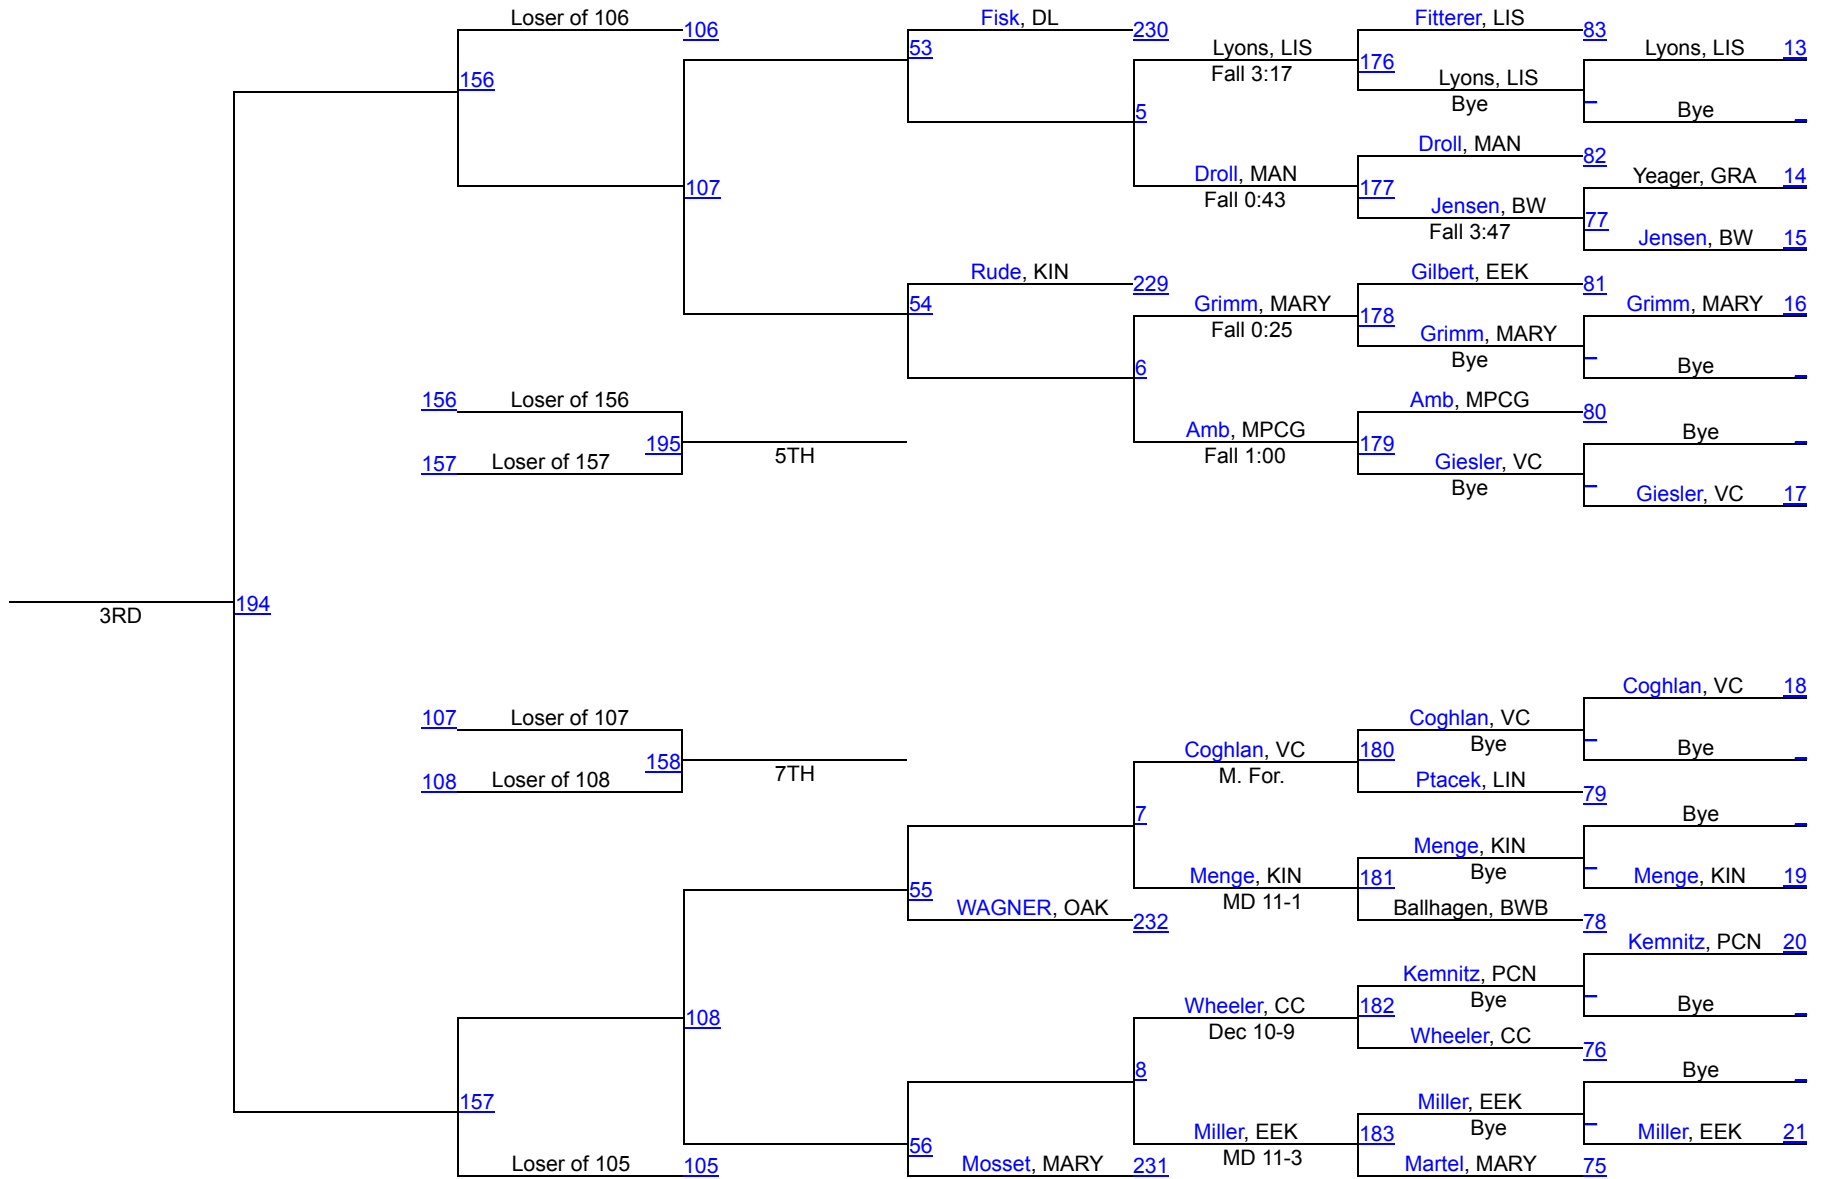 Loser of 106 106 Fisk, DL 230 Fitterer, LIS 83
53 Lyons, LIS Lyons, LIS 13
156 Fall 3:17 176 Lyons, LIS
5 Bye Bye
Droll, MAN 82
107 Droll, MAN 177 Yeager, GRA 14
Fall 0:43 Jensen, BW 77
Fall 3:47 Jensen, BW 15
Rude, KIN 229 Gilbert, EEK 81
54 Grimm, MARY 178 Grimm, MARY 16
Fall 0:25 Grimm, MARY
6 Bye Bye
156 Loser of 156 Amb, MPCG 80
195 5TH Amb, MPCG 179 Bye
157 Loser of 157 Fall 1:00 Giesler, VC
Bye Giesler, VC 17
194
3RD
Coghlan, VC 18
107 Loser of 107 Coghlan, VC
158 7TH Coghlan, VC 180 Bye Bye
108 Loser of 108 M. For. Ptacek, LIN 79
7 Bye
Menge, KIN
55 Menge, KIN 181 Bye Menge, KIN 19
WAGNER, OAK 232 MD 11-1 Ballhagen, BWB 78
Kemnitz, PCN 20
Kemnitz, PCN
108 Wheeler, CC 182 Bye Bye
Dec 10-9 Wheeler, CC 76
8 Bye
157 Miller, EEK
56 Miller, EEK 183 Bye Miller, EEK 21
Loser of 105 105 Mosset, MARY 231 MD 11-3 Martel, MARY 75